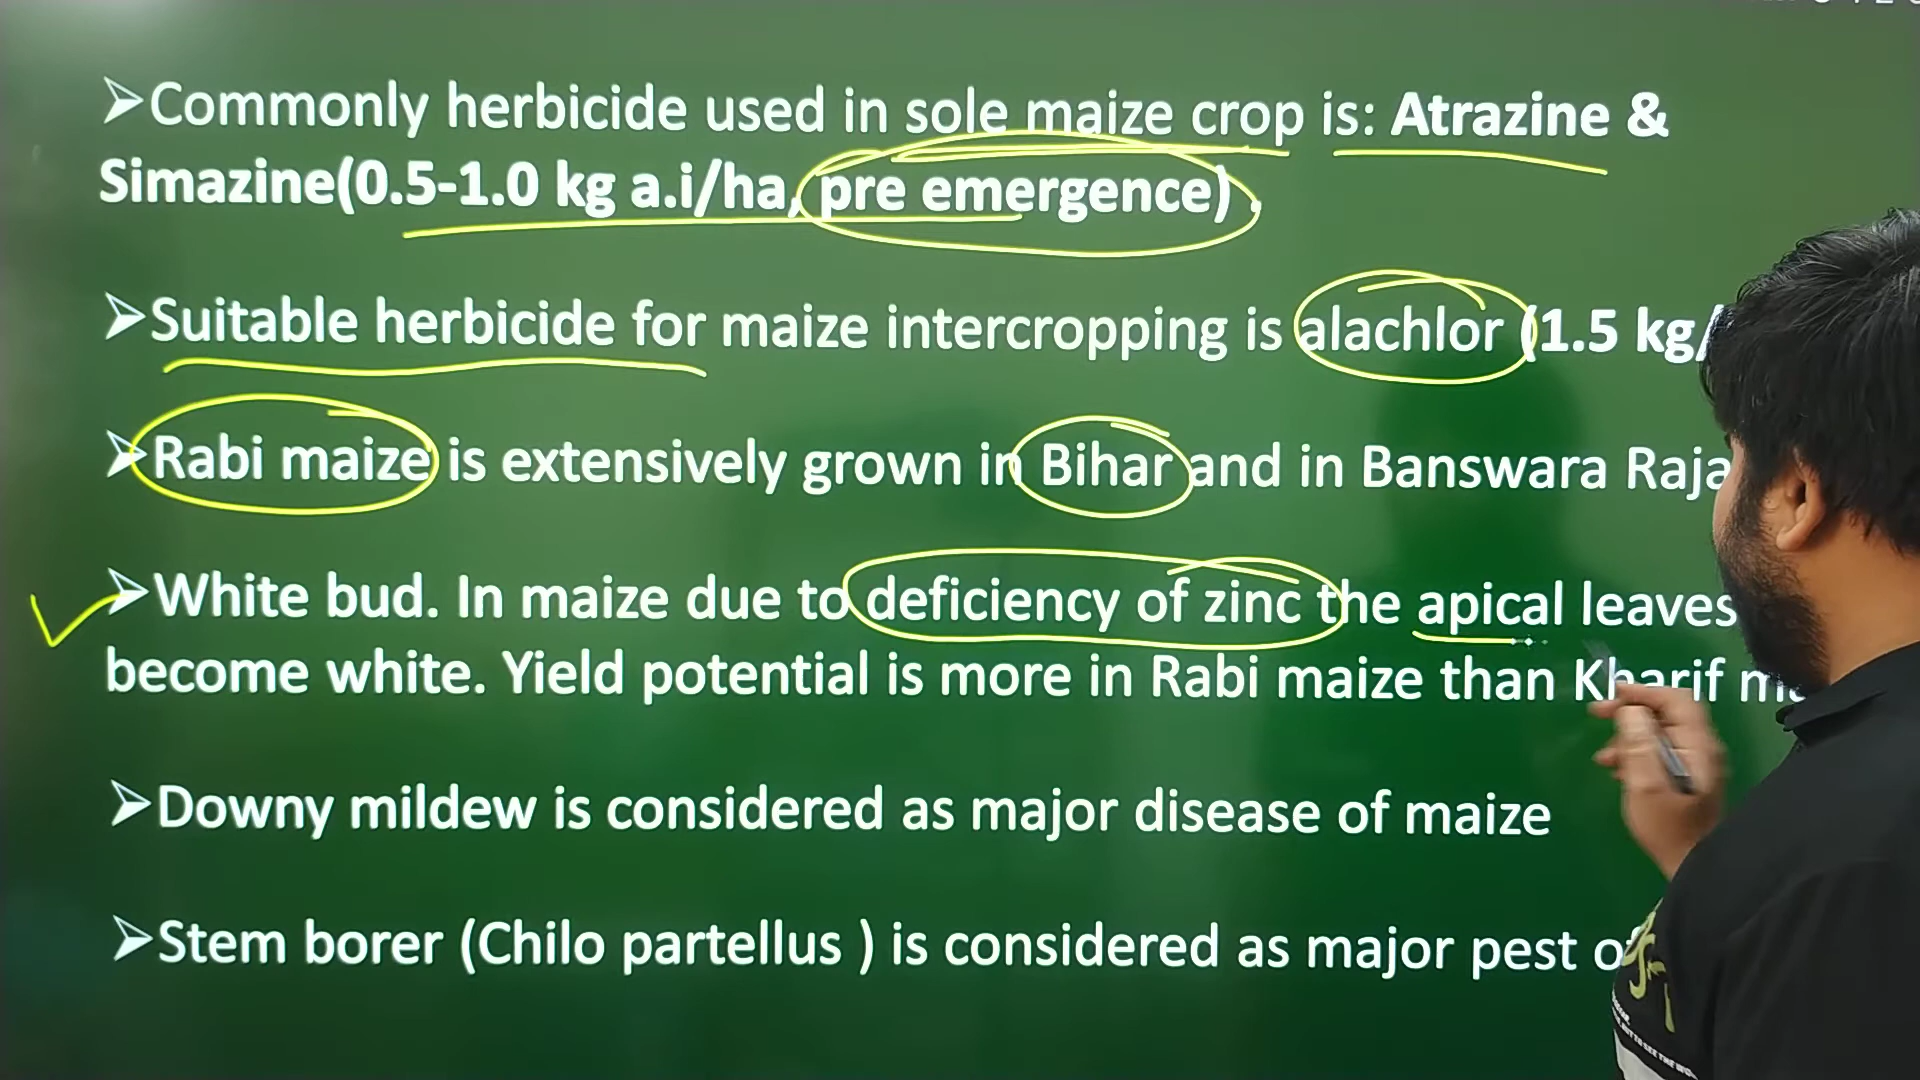 ➢Commonly herbicide used in sole maize crop is: Atrazine &
Simazine(0.5-1.0 kg a.i/ha, pre emergence) .
➢Suitable herbicide for maize intercropping is alachlor (1.5 kg/
➢Rabi maize is extensively grown in Bihar and in Banswara
➢White bud. In maize due to deficiency of zinc the apical leaves
become white. Yield potential is more in Rabi maize than Kharif
➢Downy mildew is considered as major disease of maize
➢Stem borer (Chilo partellus ) is considered as major pest of